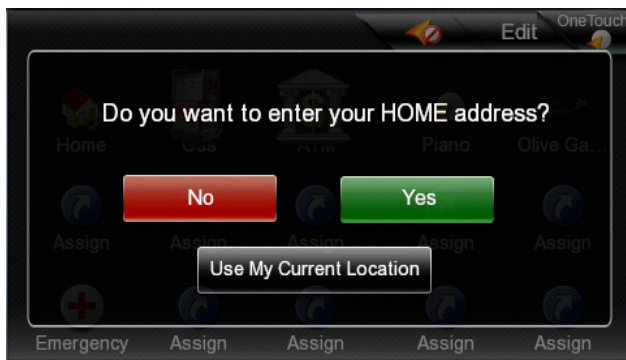 Edit
OneTouch
Do you want to enter your HOME address?
Home Gas ATM Piano Olive Ga...
No Yes
Assign Assign Assign Assign Assign
Use My Current Location
Emergency Assign Assign Assign Assign